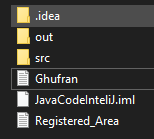 .idea
out
src
Ghufran
JavaCodeInteliJ.iml
Registered_Area